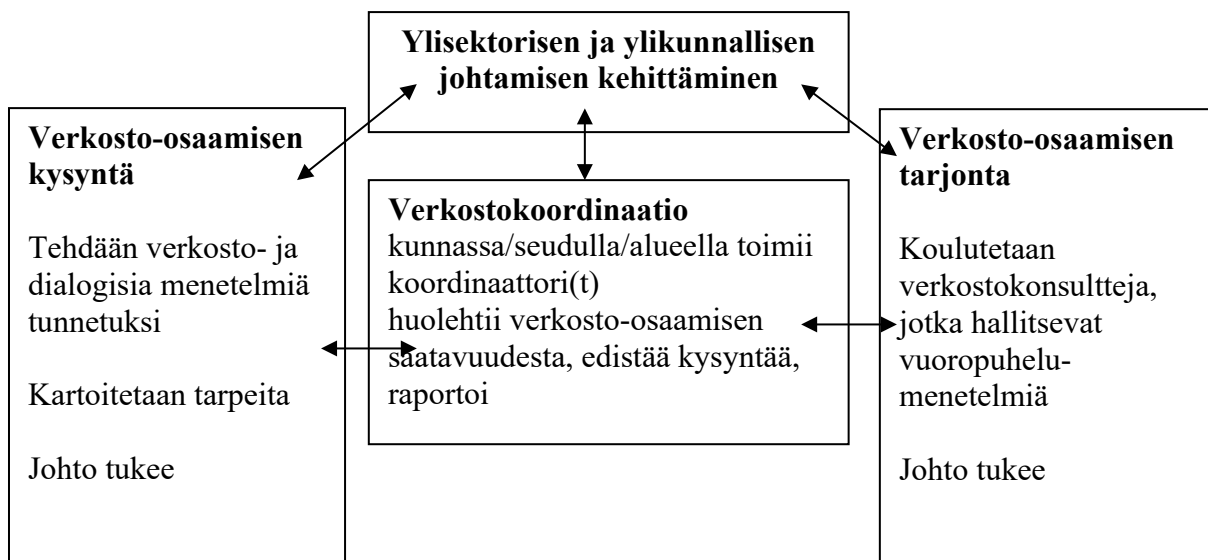 Ylisektorisen ja ylikunnallisen
johtamisen kehittäminen
Verkosto-osaamisen
kysyntä
Tehdään verkosto- ja
dialogisia menetelmiä
tunnetuksi
Kartoitetaan tarpeita
Johto tukee
Verkostokoordinaatio
kunnassa/seudulla/alueella toimii
koordinaattori(t)
huolehtii verkosto-osaamisen
saatavuudesta, edistää kysyntää,
raportoi
Verkosto-osaamisen
tarjonta
Koulutetaan
verkostokonsultteja,
jotka hallitsevat
vuoropuhelu-
menetelmiä
Johto tukee